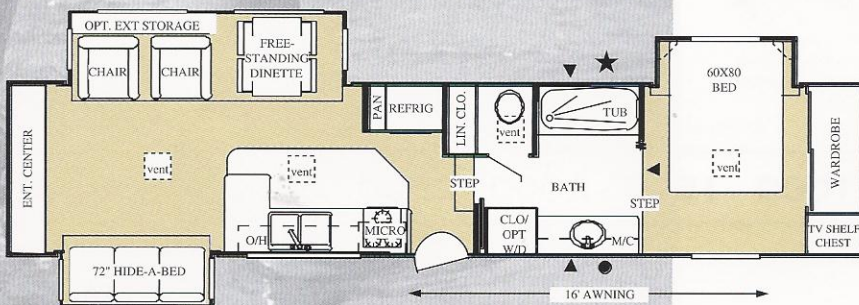 OPT. EXT STORAGE
CHAIR
CHAIR
FREE-
STANDING
DINETTE
PAN
REFRIG
LIN. CLO.
vent
TUB
60X80
BED
vent
WARDROBE
ENT. CENTER
vent
vent
STEP
BATH
STEP
O/H
MICRO
CLO/
OPT
W/D
M/C
TV SHELF
CHEST
72" HIDE-A-BED
16' AWNING